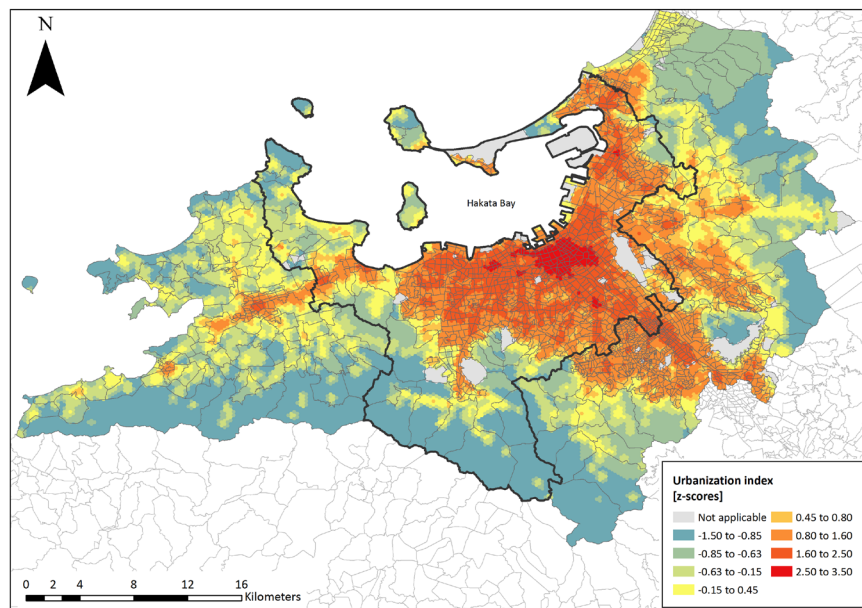 N
Hakata Bay
Urbanization index
[z-scores]
Not applicable
-1.50 to -0.85
-0.85 to -0.63
-0.63 to -0.15
-0.15 to 0.45
0.45 to 0.80
0.80 to 1.60
1.60 to 2.50
2.50 to 3.50
0 2 4 8 12 16
Kilometers